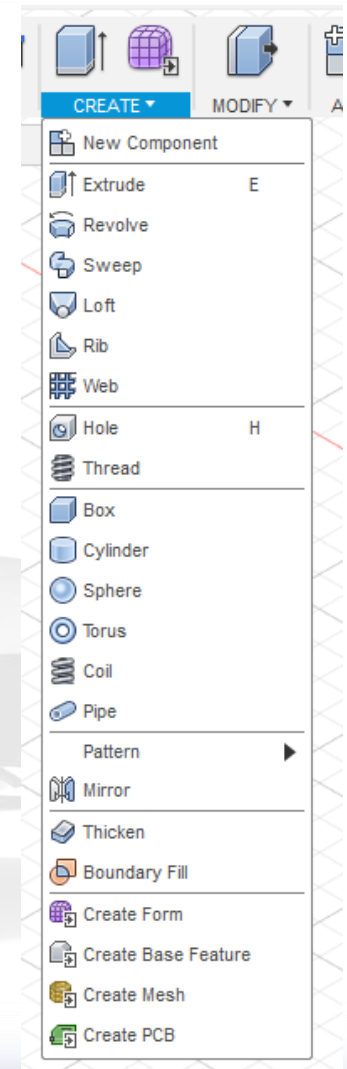 CREATE ▼ MODIFY ▼ A
New Component
Extrude E
Revolve
Sweep
Loft
Rib
Web
Hole H
Thread
Box
Cylinder
Sphere
Torus
Coil
Pipe
Pattern ▶
Mirror
Thicken
Boundary Fill
Create Form
Create Base Feature
Create Mesh
Create PCB